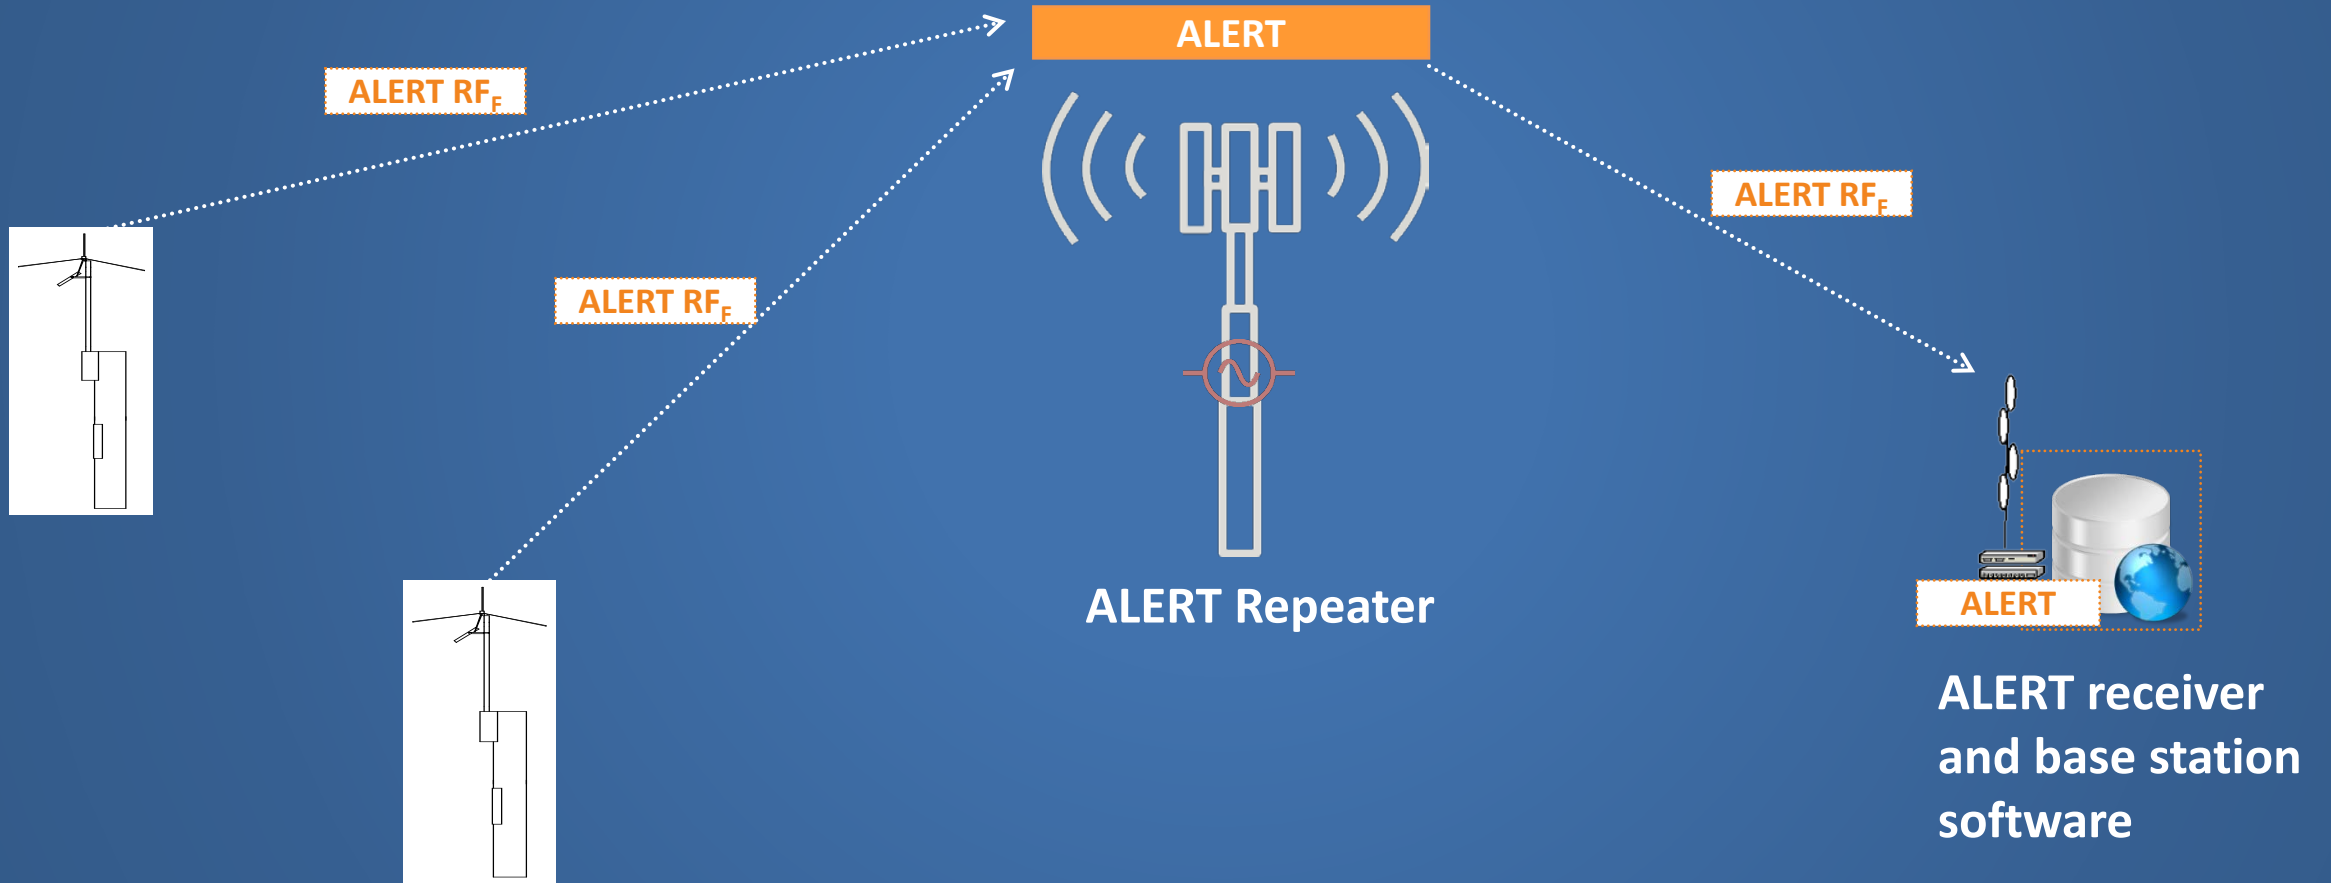 ALERT
ALERT RFF
ALERT RFF
ALERT RFF
ALERT Repeater
ALERT
ALERT receiver
and base station
software